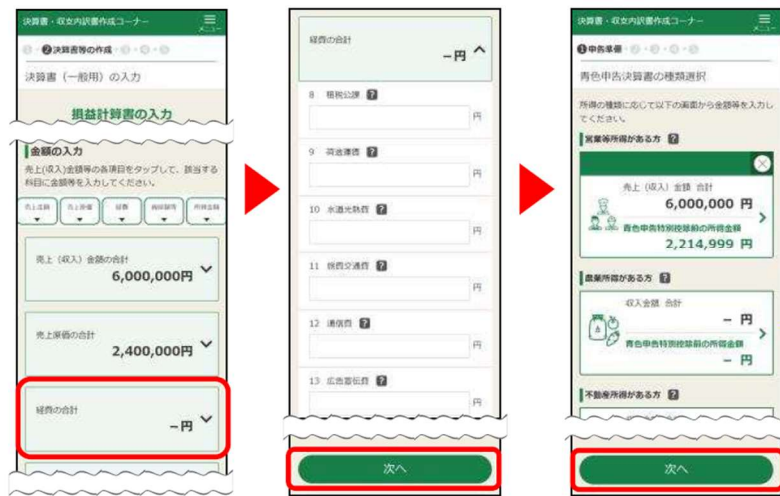 決算書・収支内訳書作成コーナー
メニュー
❷決算書等の作成
決算書（一般用）の入力
損益計算書の入力
金額の入力
売上(収入)金額等の各項目をタップして、該当する
科目に金額等を入力してください。
売上金額
売上原価
経費
所得金額
売上（収入）金額の合計
6,000,000円
売上原価の合計
2,400,000円
経費の合計
－円
経費の合計
－円
8 租税公課 ?
円
9 荷造運賃 ?
円
10 水道光熱費 ?
円
11 旅費交通費 ?
円
12 通信費 ?
円
13 広告宣伝費 ?
円
次へ
決算書・収支内訳書作成コーナー
メニュー
❶申告準備
青色申告決算書の種類選択
所得の種類に応じて以下の画面から金額等を入力し
てください。
営業等所得がある方 ?
売上（収入）金額 合計
6,000,000 円
青色申告特別控除前の所得金額
2,214,999 円
農業所得がある方 ?
収入金額 合計
－ 円
青色申告特別控除前の所得金額
－ 円
不動産所得がある方 ?
次へ